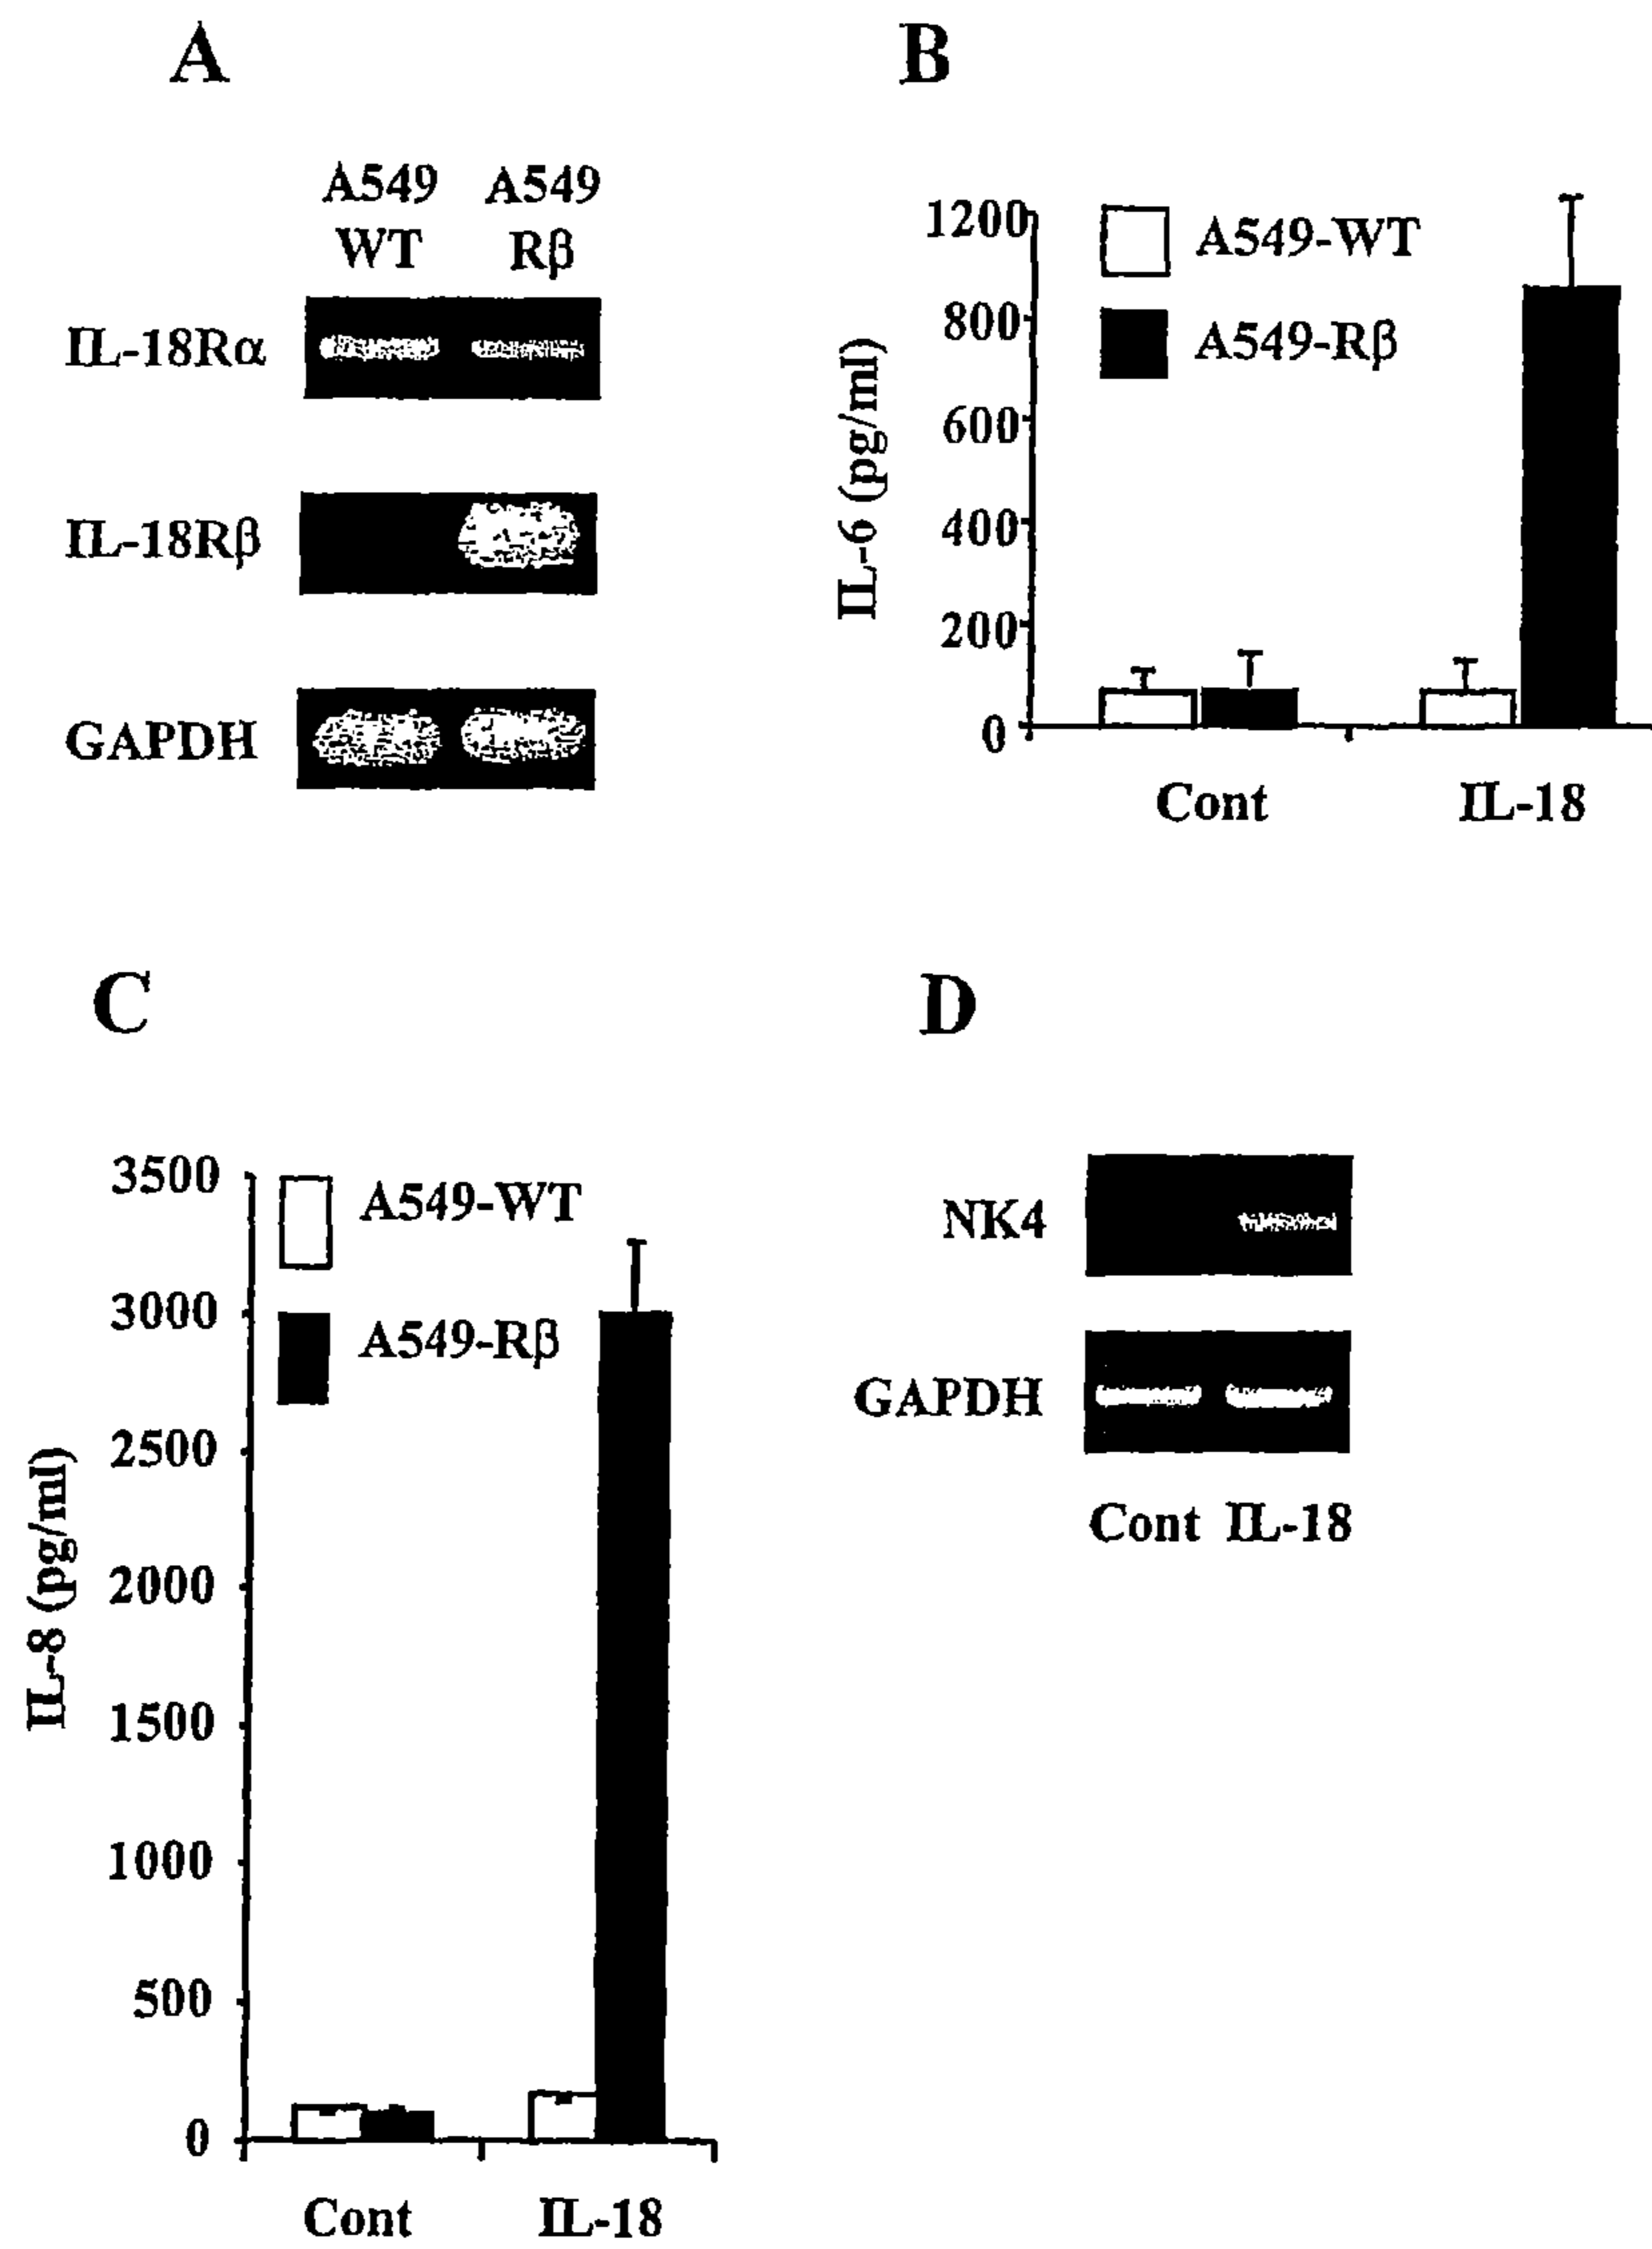 A
A549 A549
WT Rβ
IL-18Rα
IL-18Rβ
GAPDH
B
IL-6 (pg/ml)
1200
800
600
400
200
0
A549-WT
A549-Rβ
Cont IL-18
C
IL-8 (pg/ml)
3500
3000
2500
2000
1500
1000
500
0
A549-WT
A549-Rβ
Cont IL-18
D
NK4
GAPDH
Cont IL-18